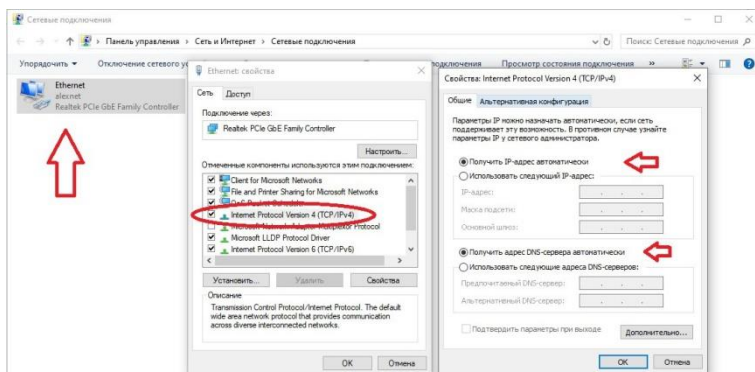 Сетевые подключения
Панель управления › Сеть и Интернет › Сетевые подключения
Поиск: Сетевые подключения
Упорядочить
Отключение сетевого
подключения
Просмотр состояния подключения
»
Ethernet
alexnet
Realtek PCIe GbE Family Controller
Ethernet: свойства
Сеть
Доступ
Подключение через:
Realtek PCIe GbE Family Controller
Настроить...
Отмеченные компоненты используются этим подключением:
Client for Microsoft Networks
File and Printer Sharing for Microsoft Networks
QoS Packet Scheduler
Internet Protocol Version 4 (TCP/IPv4)
Microsoft Network Adapter Multiplexor Protocol
Microsoft LLDP Protocol Driver
Internet Protocol Version 6 (TCP/IPv6)
Установить...
Удалить
Свойства
Описание
Transmission Control Protocol/Internet Protocol. The default
wide area network protocol that provides communication
across diverse interconnected networks.
OK
Отмена
Свойства: Internet Protocol Version 4 (TCP/IPv4)
Общие
Альтернативная конфигурация
Параметры IP можно назначать автоматически, если сеть
поддерживает эту возможность. В противном случае узнайте
параметры IP у сетевого администратора.
Получить IP-адрес автоматически
Использовать следующий IP-адрес:
IP-адрес:
Маска подсети:
Основной шлюз:
Получить адрес DNS-сервера автоматически
Использовать следующие адреса DNS-серверов:
Предпочитаемый DNS-сервер:
Альтернативный DNS-сервер:
Подтвердить параметры при выходе
Дополнительно...
OK
Отмена